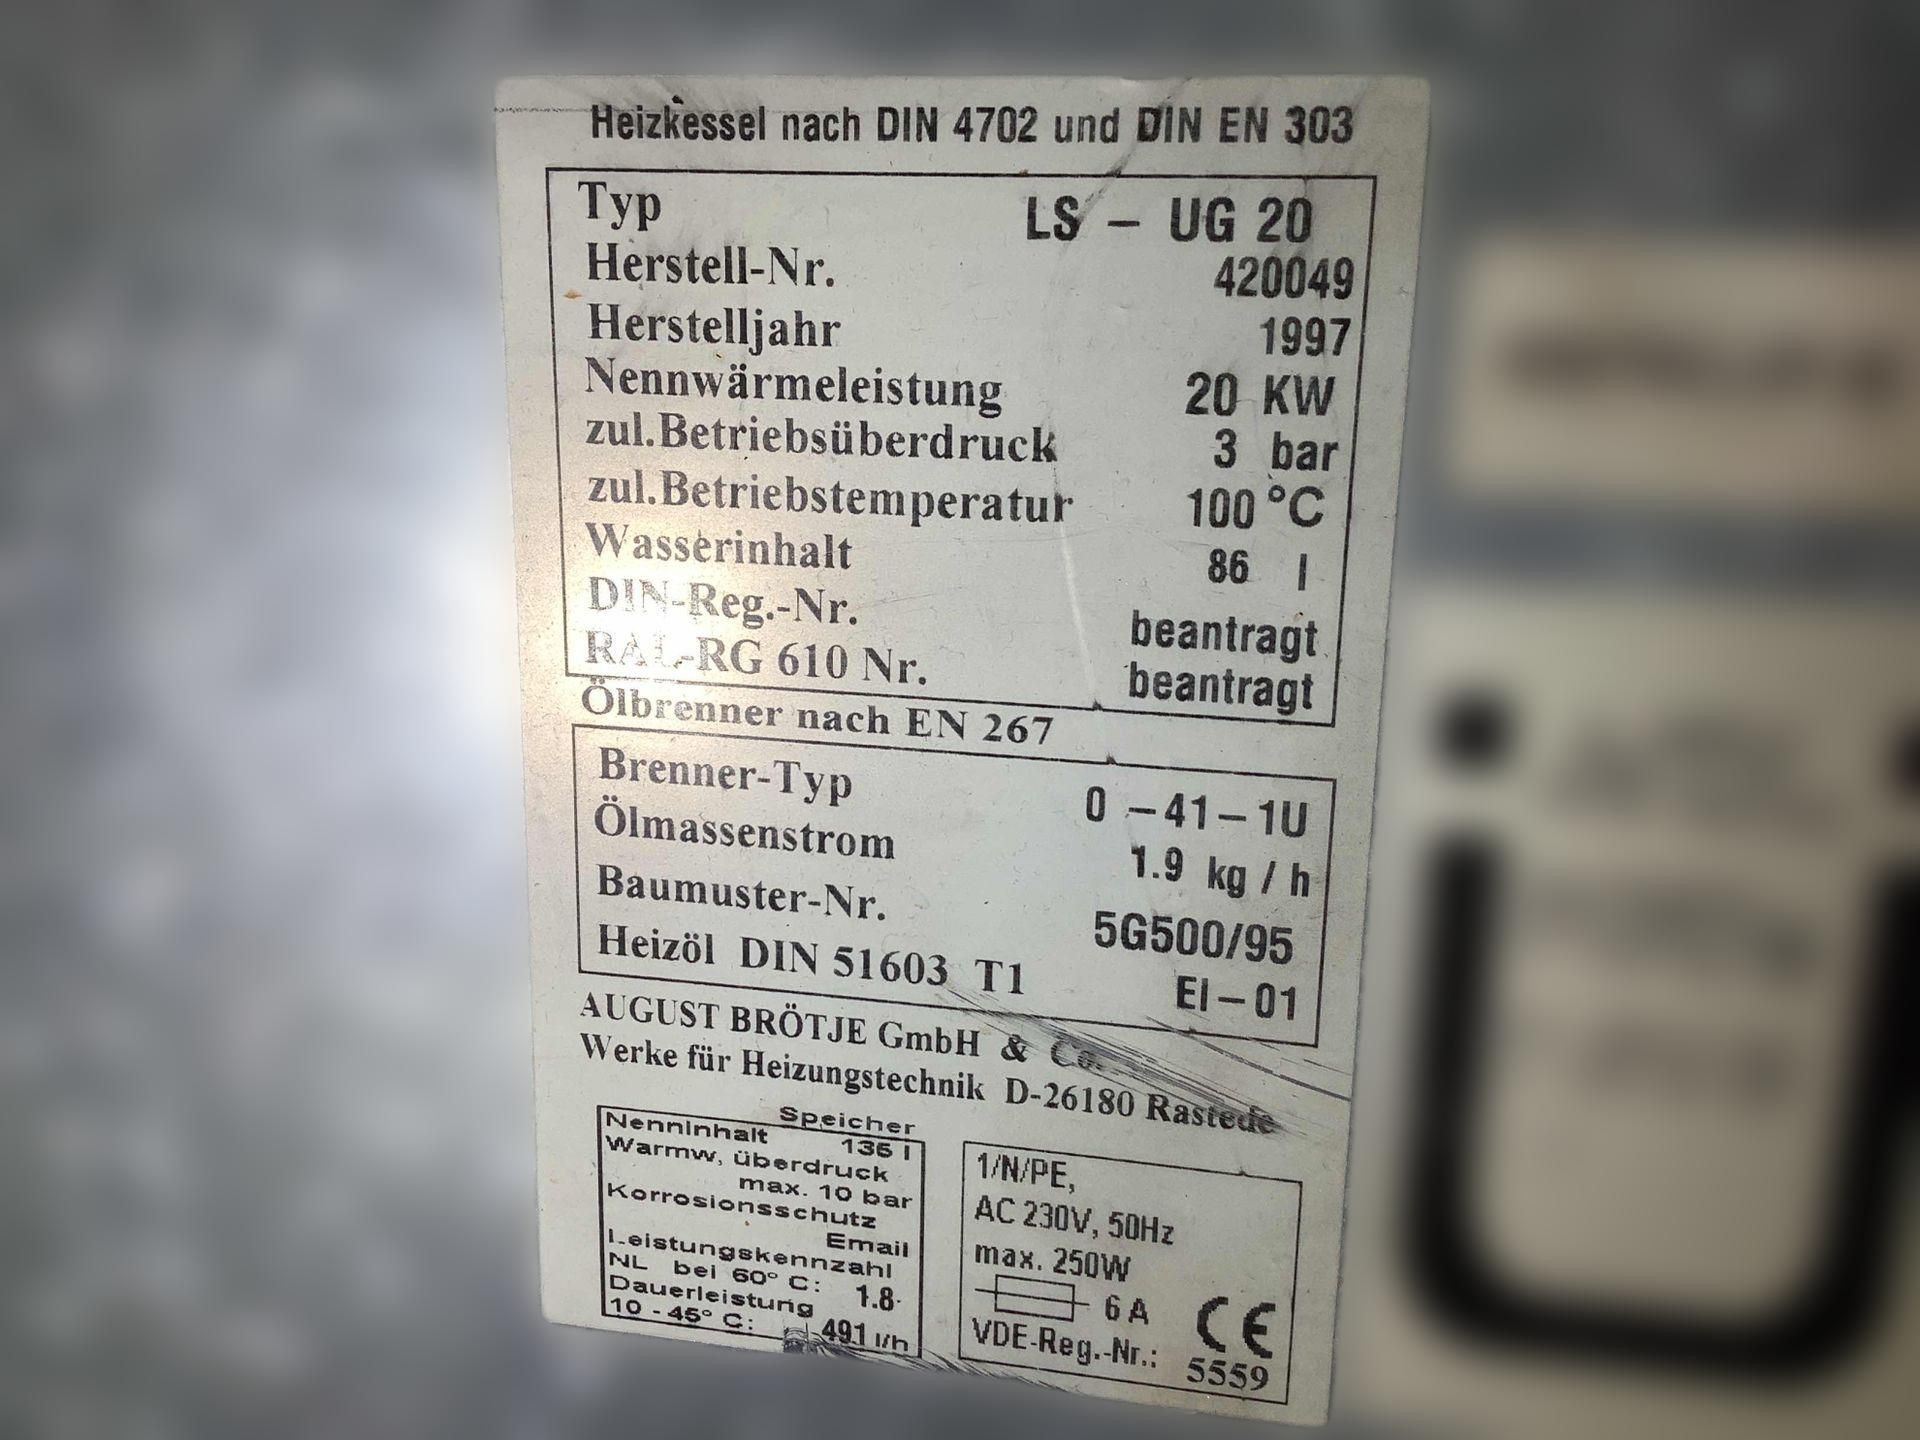 Heizkessel nach DIN 4702 und DIN EN 303
Typ LS - UG 20
Herstell-Nr. 420049
Herstelljahr 1997
Nennwärmeleistung 20 KW
zul.Betriebsüberdruck 3 bar
zul.Betriebstemperatur 100 °C
Wasserinhalt 86 l
DIN-Reg.-Nr. beantragt
RAL-RG 610 Nr. beantragt
Ölbrenner nach EN 267
Brenner-Typ 0 - 41 - 1U
Ölmassenstrom 1.9 kg / h
Baumuster-Nr. 5G500/95
Heizöl DIN 51603 T1 EI - 01
AUGUST BRÖTJE GmbH & Co.
Werke für Heizungstechnik D-26180 Rastede
Speicher
Nenninhalt 135 l
Warmw, überdruck
max. 10 bar
Korrosionsschutz
Email
Leistungskennzahl
NL bei 60° C: 1.8
Dauerleistung
10 - 45° C: 491 l/h
1/N/PE,
AC 230V, 50Hz
max. 250W
6 A
VDE-Reg.-Nr.: CE
5559